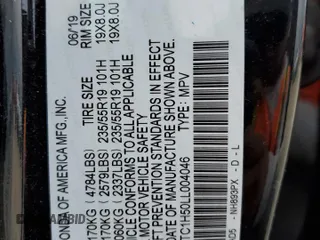 ON OF AMERICA MFG.,INC. 06/19
170KG ( 4784LBS) TIRE SIZE RIM SIZE
170KG ( 2579LBS) 235/55R19 101H 19X8.0J
060KG ( 2337LBS) 235/55R19 101H 19X8.0J
CONFORMS TO ALL APPLICABLE
MOTOR VEHICLE SAFETY
PREVENTION STANDARDS IN EFFECT
DATE OF MANUFACTURE SHOWN ABOVE.
TC1H50LL004046 TYPE: MPV
NH893PX - D - L